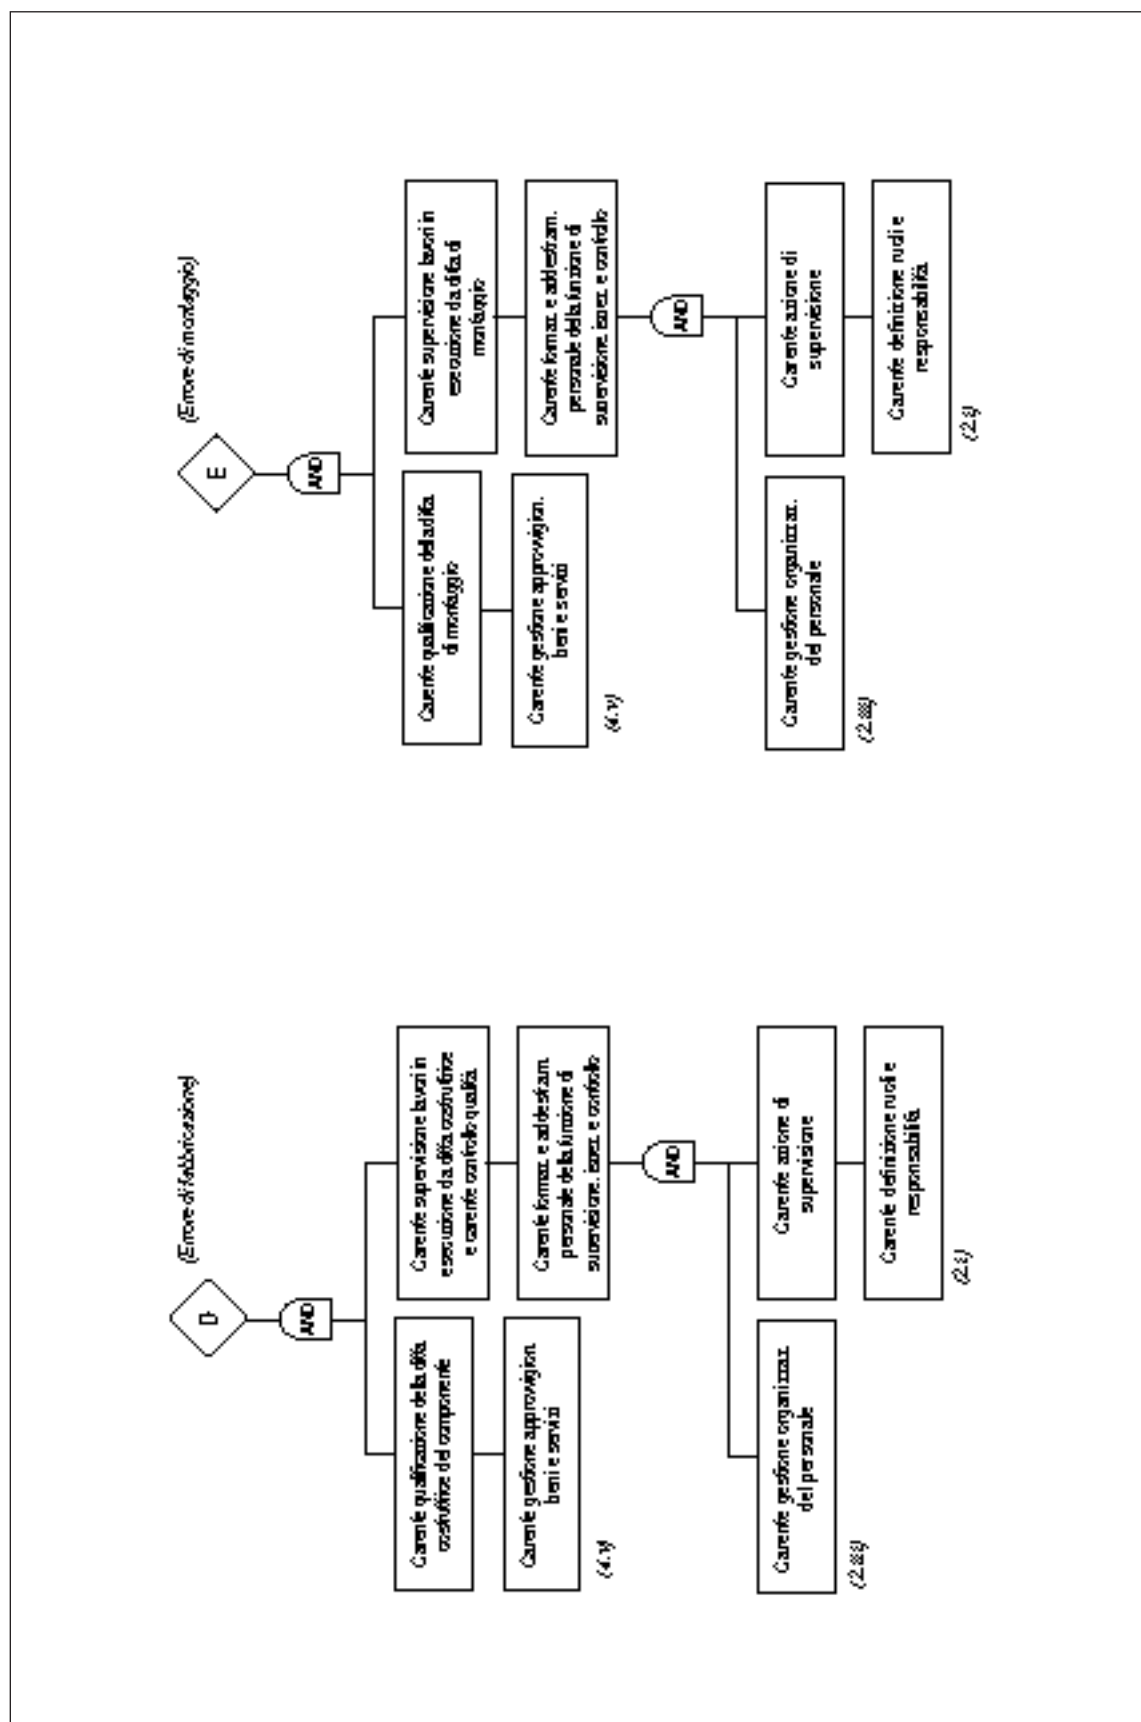 (Errore di fabbricazione)
D
AND
Carente qualificazione della ditta
costruttrice del componente
Carente supervisione lavori in
esecuzione da ditta costruttrice
e carente controllo qualità
Carente gestione approvvigion.
beni e servizi
(4.v)
Carente formaz. e addestram.
personale della funzione di
supervisione, ispez. e controllo
AND
Carente gestione organizzaz.
del personale
(2.iii)
Carente azione di
supervisione
Carente definizione ruoli e
responsabilità
(2.i)
(Errore di montaggio)
E
AND
Carente qualificazione della ditta
di montaggio
Carente supervisione lavori in
esecuzione da ditta di
montaggio
Carente gestione approvvigion.
beni e servizi
(4.v)
Carente formaz. e addestram.
personale della funzione di
supervisione, ispez. e controllo
AND
Carente gestione organizzaz.
del personale
(2.iii)
Carente azione di
supervisione
Carente definizione ruoli e
responsabilità
(2.i)